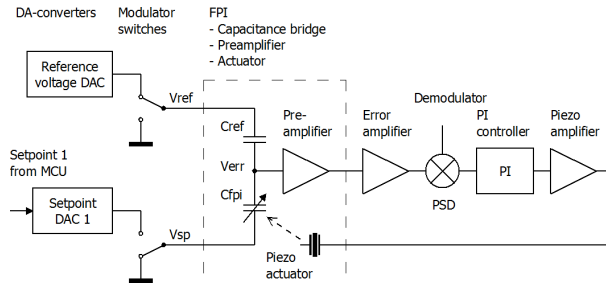 DA-converters
Modulator
switches
FPI
- Capacitance bridge
- Preamplifier
- Actuator
Reference
voltage DAC
Vref
Cref
Pre-
amplifier
Error
amplifier
Demodulator
PI
controller
Piezo
amplifier
Setpoint 1
from MCU
Verr
Cfpi
PI
PSD
Setpoint
DAC 1
Vsp
Piezo
actuator